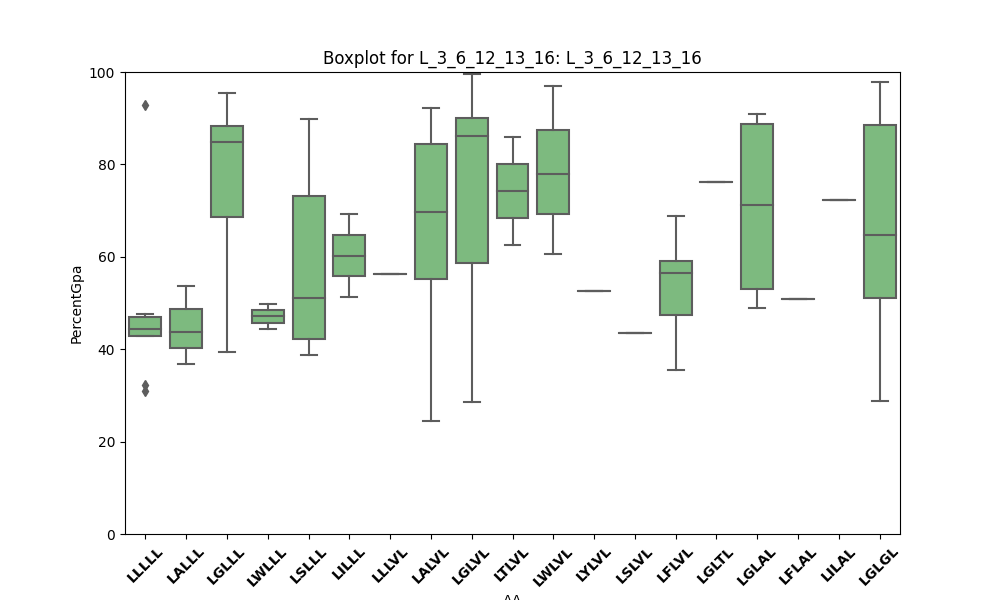 Boxplot for L_3_6_12_13_16: L_3_6_12_13_16
100
80
60
40
20
0
PercentGpa
LLLLL LALLL LGLLL LWLLL LSLLL LILLL LLLVL LALVL LGLVL LTLVL LWLVL LYLVL LSLVL LFLVL LGLTL LGLAL LFLAL LILAL LGLGL
AA